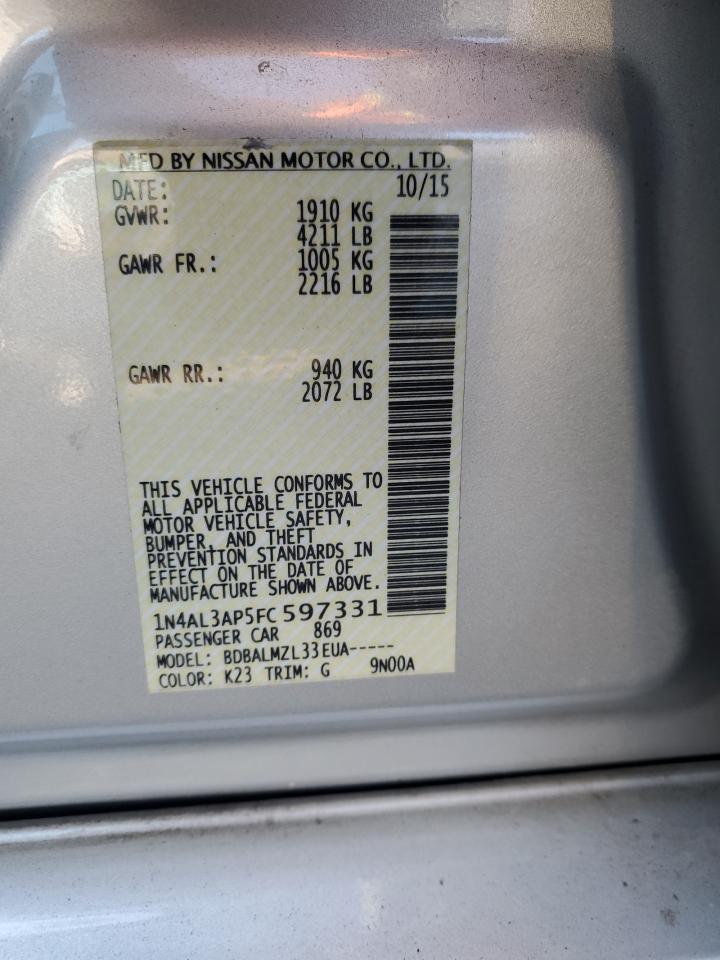 MFD BY NISSAN MOTOR CO., LTD.
DATE: 10/15
GVWR: 1910 KG
4211 LB
GAWR FR.: 1005 KG
2216 LB
GAWR RR.: 940 KG
2072 LB
THIS VEHICLE CONFORMS TO
ALL APPLICABLE FEDERAL
MOTOR VEHICLE SAFETY,
BUMPER, AND THEFT
PREVENTION STANDARDS IN
EFFECT ON THE DATE OF
MANUFACTURE SHOWN ABOVE.
1N4AL3AP5FC597331
PASSENGER CAR 869
MODEL: BDBALMZL33EUA-----
COLOR: K23 TRIM: G 9N00A